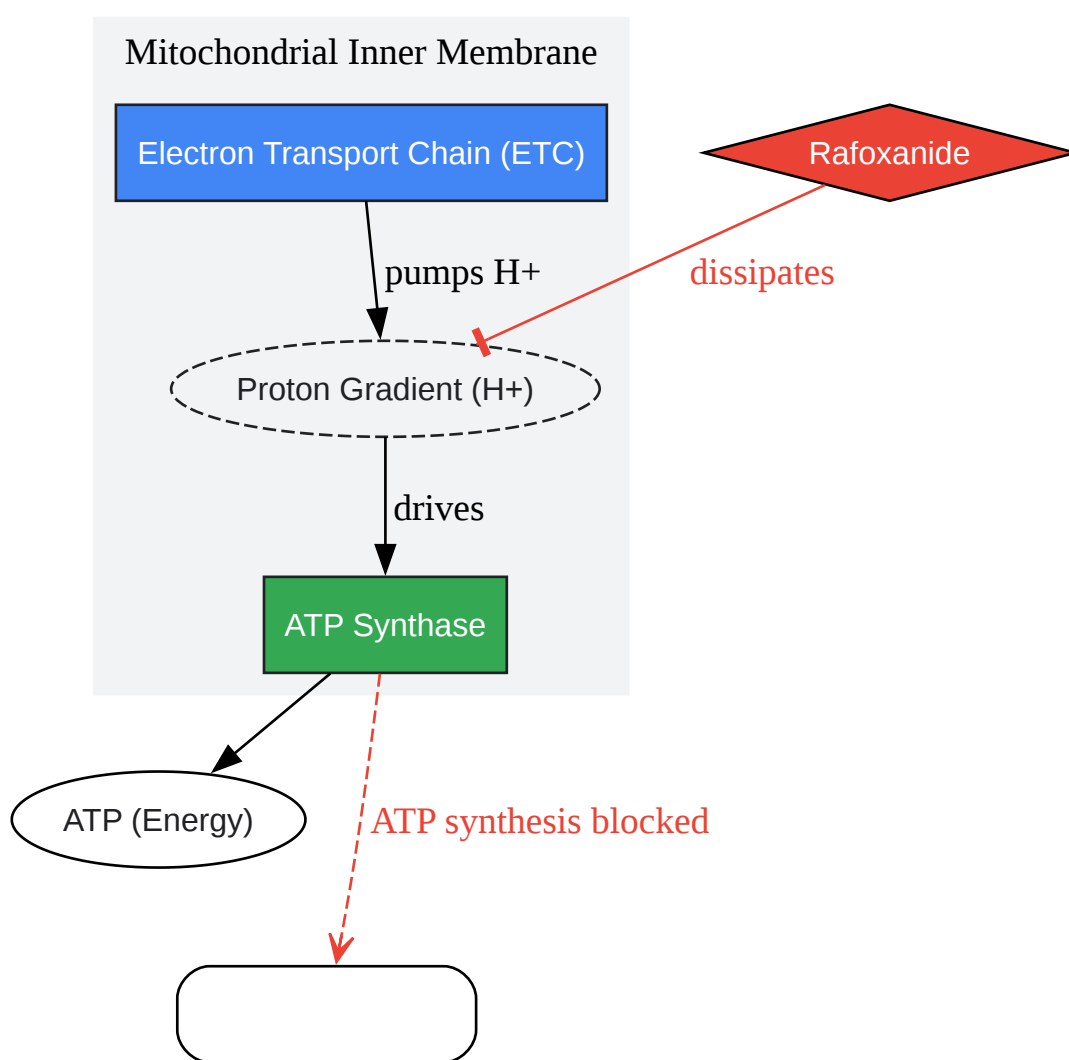 Mitochondrial Inner Membrane
Electron Transport Chain (ETC)
Rafoxanide
pumps H+
dissipates
Proton Gradient (H+)
drives
ATP Synthase
ATP (Energy)
ATP synthesis blocked